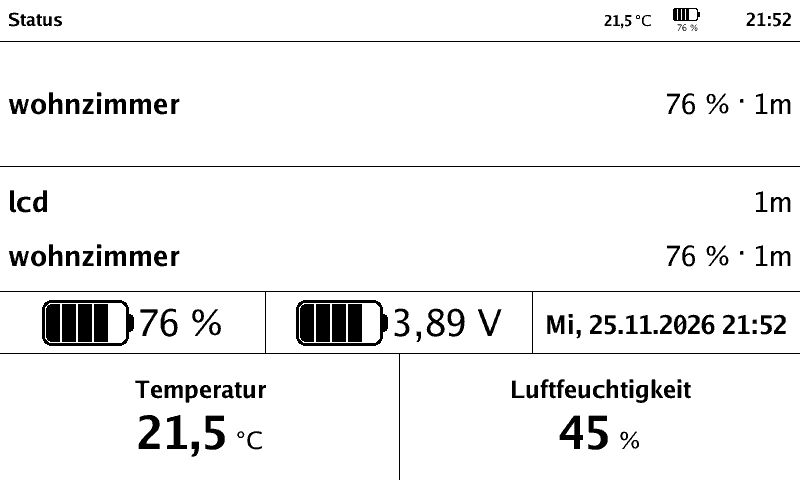 Status 21,5 °C 76 % 21:52
wohnzimmer 76 % · 1m
lcd 1m
wohnzimmer 76 % · 1m
76 % 3,89 V Mi, 25.11.2026 21:52
Temperatur Luftfeuchtigkeit
21,5 °C 45 %